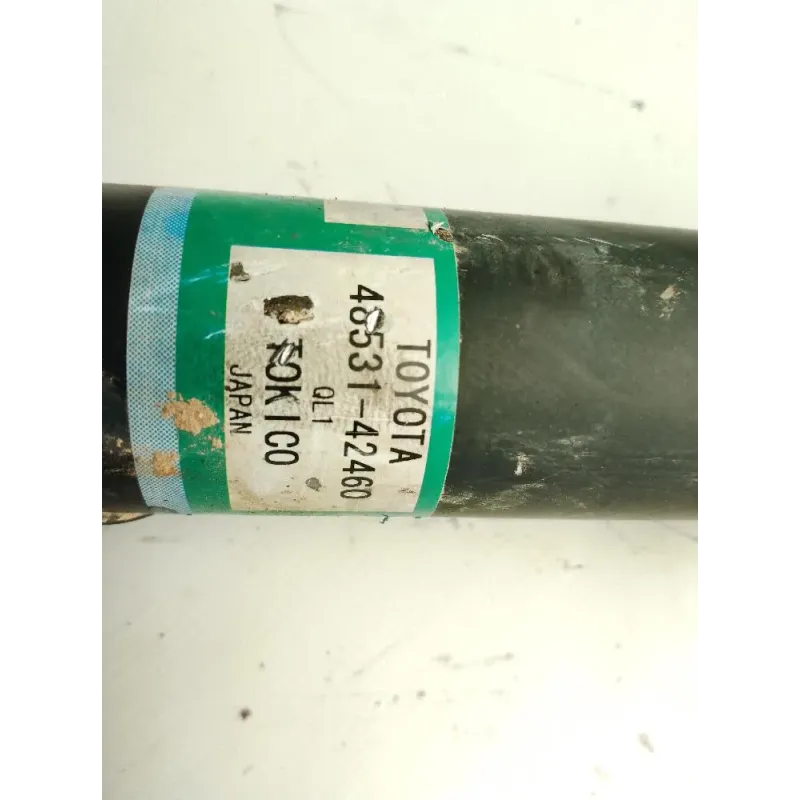 TOYOTA
48531-42460
QL1
TOKICO
JAPAN